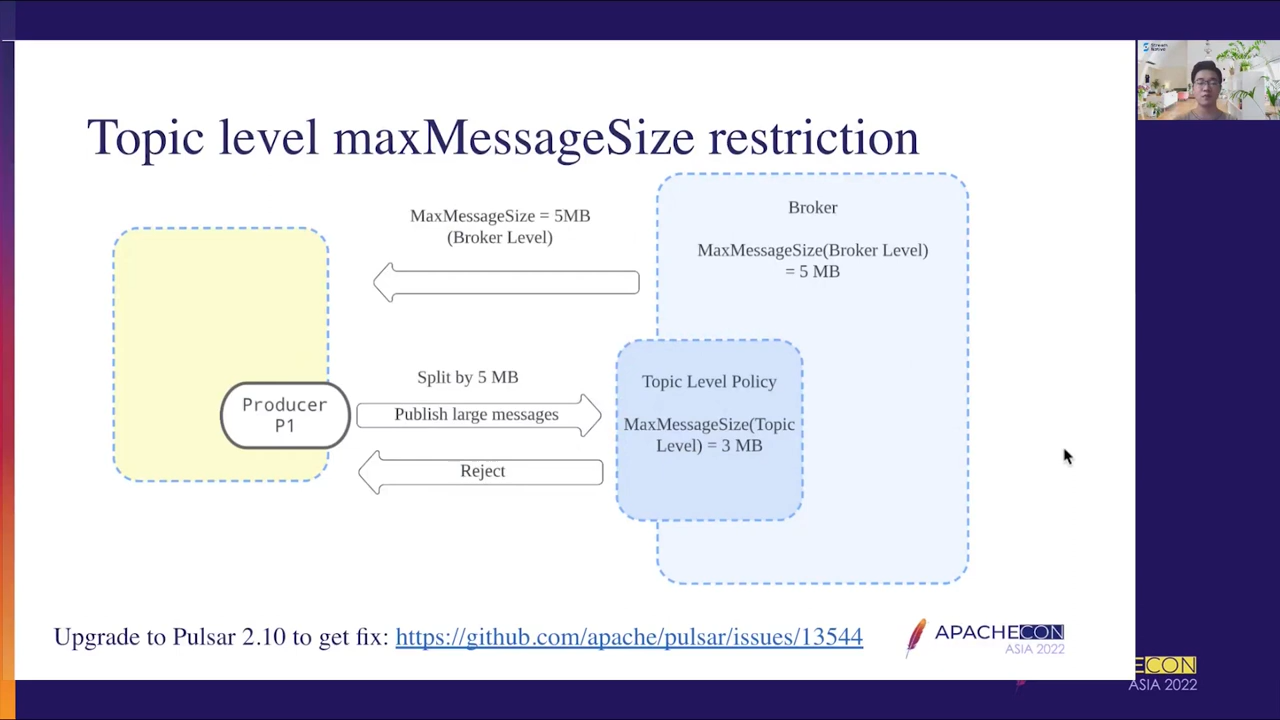 Topic level maxMessageSize restriction
MaxMessageSize = 5MB
(Broker Level)
Broker
MaxMessageSize(Broker Level)
= 5 MB
Split by 5 MB
Producer
P1
Publish large messages
Reject
Topic Level Policy
MaxMessageSize(Topic
Level) = 3 MB
Upgrade to Pulsar 2.10 to get fix: https://github.com/apache/pulsar/issues/13544
APACHECON
ASIA 2022
ECON
ASIA 2022
Stream
Native